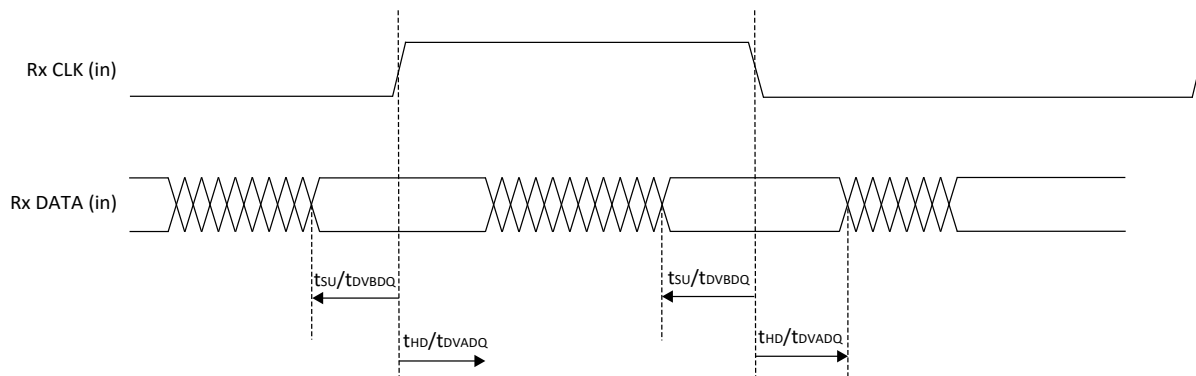 Rx CLK (in)
Rx DATA (in)
tSU/tDVBDQ
tSU/tDVBDQ
tHD/tDVADQ
tHD/tDVADQ